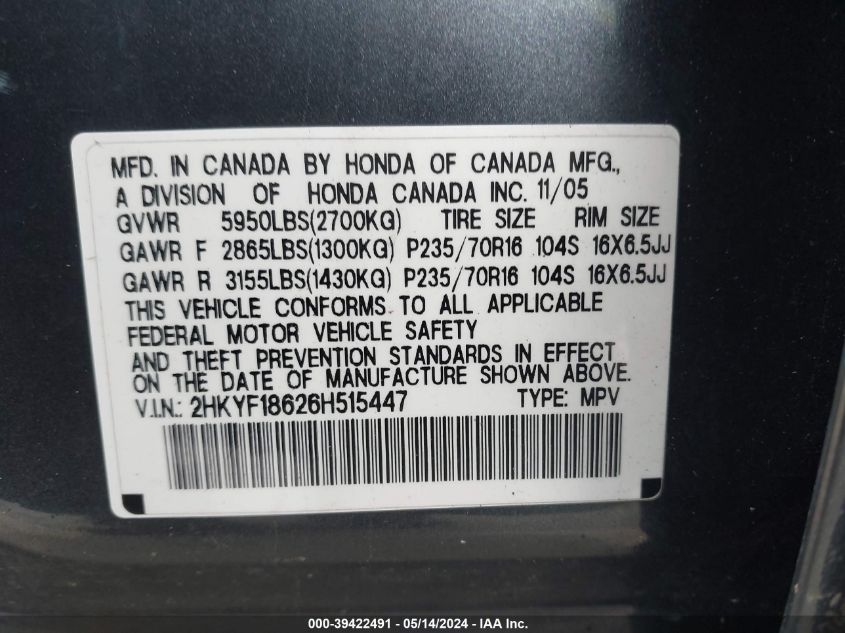 MFD. IN CANADA BY HONDA OF CANADA MFG.,
A DIVISION OF HONDA CANADA INC. 11/05
GVWR 5950LBS(2700KG) TIRE SIZE RIM SIZE
GAWR F 2865LBS(1300KG) P235/70R16 104S 16X6.5JJ
GAWR R 3155LBS(1430KG) P235/70R16 104S 16X6.5JJ
THIS VEHICLE CONFORMS TO ALL APPLICABLE
FEDERAL MOTOR VEHICLE SAFETY
AND THEFT PREVENTION STANDARDS IN EFFECT
ON THE DATE OF MANUFACTURE SHOWN ABOVE.
V.I.N.: 2HKYF18626H515447 TYPE: MPV
000-39422491 - 05/14/2024 - IAA Inc.